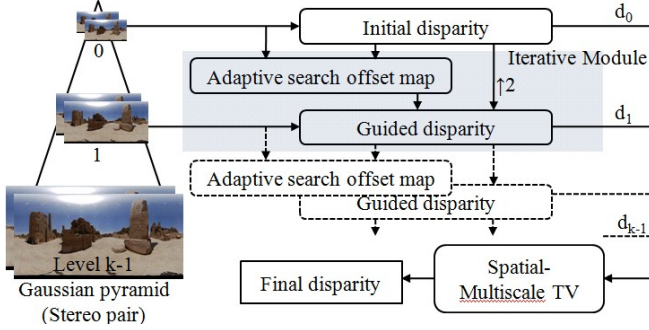 Initial disparity
d0
0
Iterative Module
Adaptive search offset map
↑2
Guided disparity
d1
1
Adaptive search offset map
Guided disparity
dk-1
Level k-1
Gaussian pyramid
(Stereo pair)
Final disparity
Spatial-
Multiscale TV